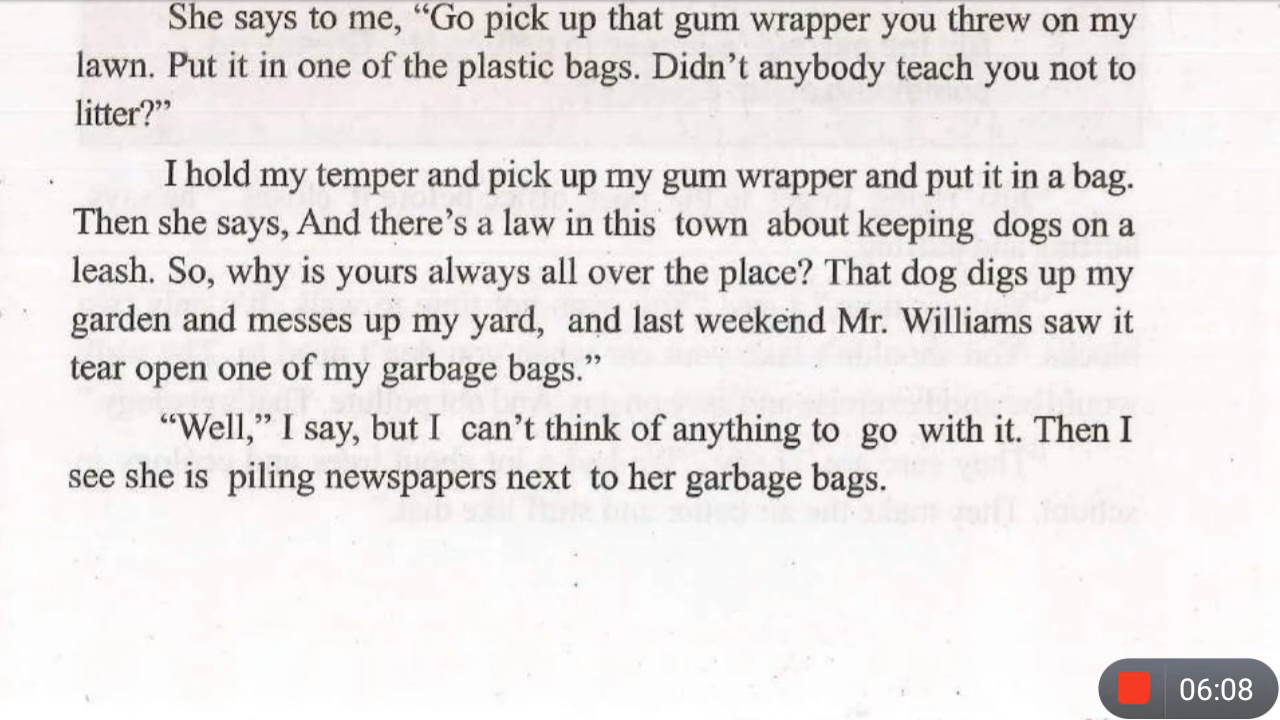 She says to me, “Go pick up that gum wrapper you threw on my
lawn. Put it in one of the plastic bags. Didn’t anybody teach you not to
litter?”
I hold my temper and pick up my gum wrapper and put it in a bag.
Then she says, And there’s a law in this town about keeping dogs on a
leash. So, why is yours always all over the place? That dog digs up my
garden and messes up my yard, and last weekend Mr. Williams saw it
tear open one of my garbage bags.”
“Well,” I say, but I can’t think of anything to go with it. Then I
see she is piling newspapers next to her garbage bags.
06:08